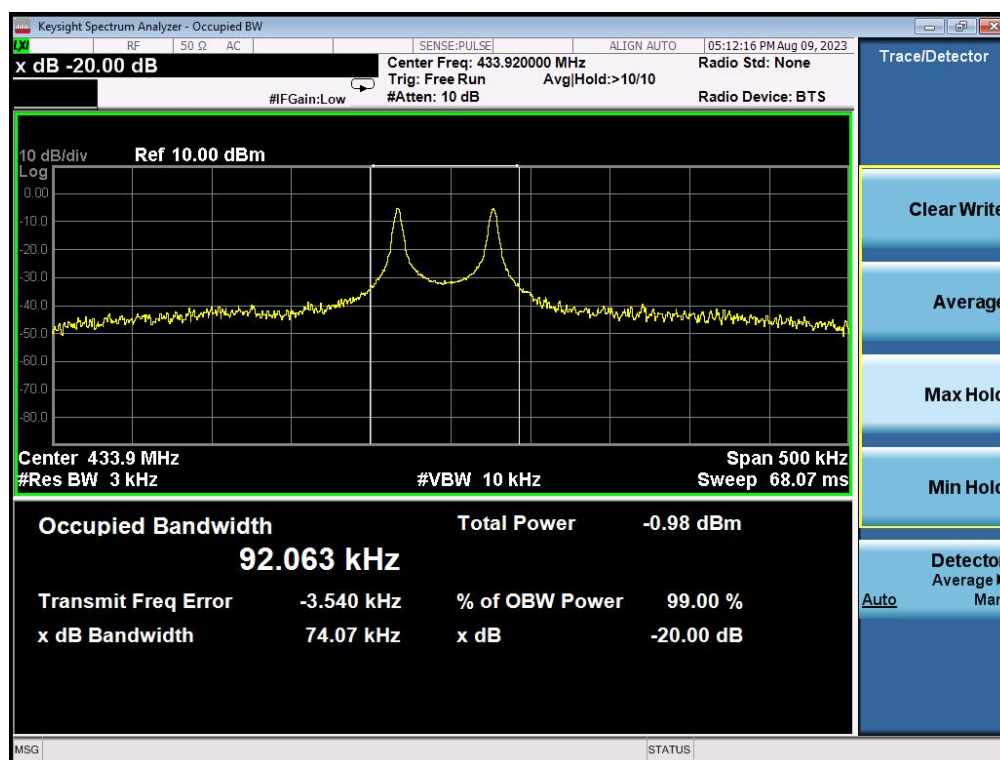 Keysight Spectrum Analyzer - Occupied BW
LXI RF 50 Ω AC SENSE:PULSE ALIGN AUTO 05:12:16 PM Aug 09, 2023
x dB -20.00 dB
Center Freq: 433.920000 MHz Radio Std: None
Trig: Free Run Avg|Hold:>10/10
#IFGain:Low #Atten: 10 dB Radio Device: BTS
10 dB/div Ref 10.00 dBm
Log
0.00
-10.0
-20.0
-30.0
-40.0
-50.0
-60.0
-70.0
-80.0
Center 433.9 MHz Span 500 kHz
#Res BW 3 kHz #VBW 10 kHz Sweep 68.07 ms
Occupied Bandwidth Total Power -0.98 dBm
92.063 kHz
Transmit Freq Error -3.540 kHz % of OBW Power 99.00 %
x dB Bandwidth 74.07 kHz x dB -20.00 dB
MSG STATUS
Trace/Detector
Clear Write
Average
Max Hold
Min Hold
Detector
Average
Auto Man